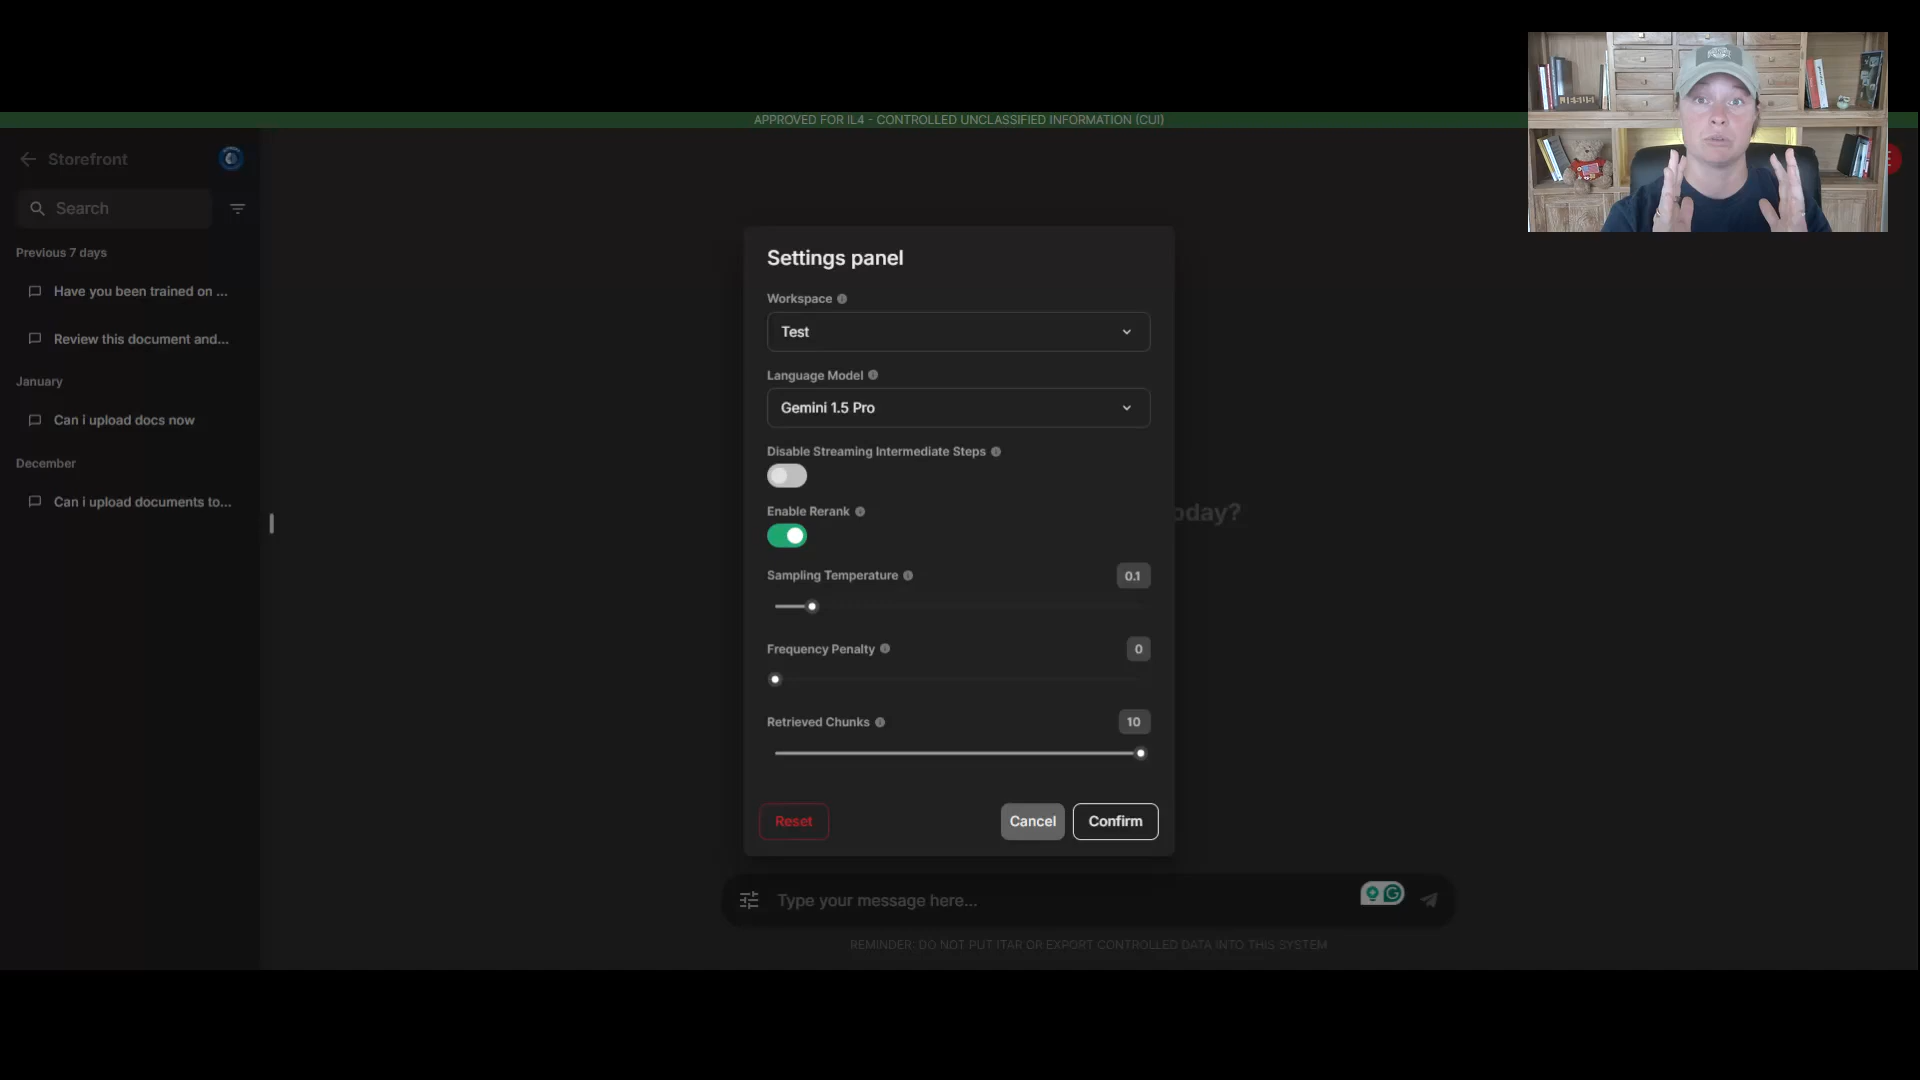 APPROVED FOR IL4 - CONTROLLED UNCLASSIFIED INFORMATION (CUI)
JESUS
Storefront
Search
Previous 7 days
Have you been trained on ...
Review this document and...
January
Can i upload docs now
December
Can i upload documents to...
Settings panel
Workspace
Test
Language Model
Gemini 1.5 Pro
Disable Streaming Intermediate Steps
Enable Rerank
oday?
Sampling Temperature
0.1
Frequency Penalty
0
Retrieved Chunks
10
Reset
Cancel
Confirm
Type your message here...
REMINDER: DO NOT PUT ITAR OR EXPORT CONTROLLED DATA INTO THIS SYSTEM